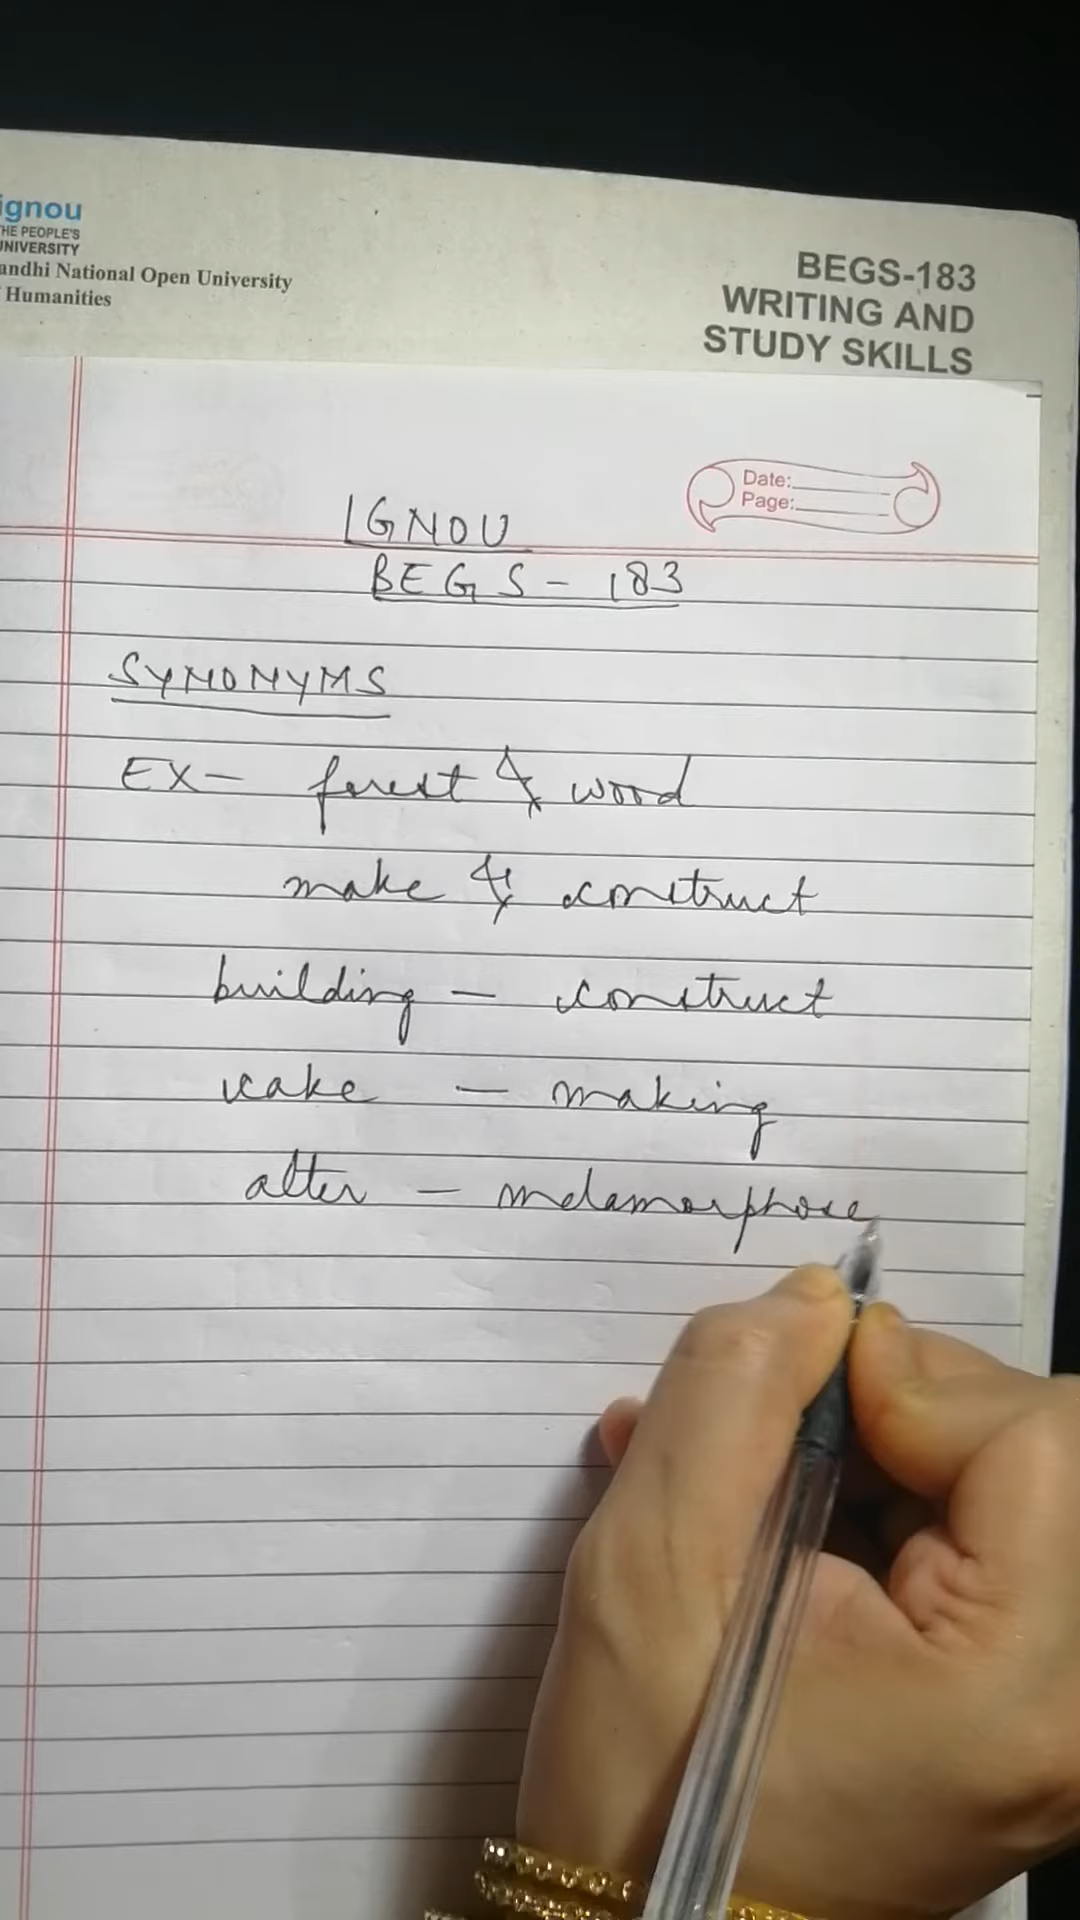 ignou
THE PEOPLE'S
UNIVERSITY
andhi National Open University
Humanities
BEGS-183
WRITING AND
STUDY SKILLS
Date:
Page:
IGNOU
BEGS - 183
SYNONYMS
EX- forest & wood
make & construct
building - construct
cake - making
alter - metamorphose